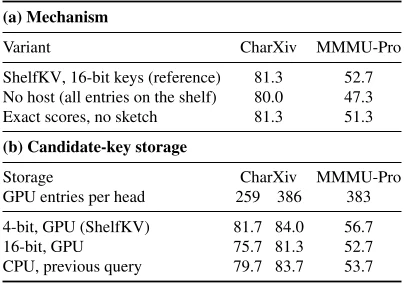 (a) Mechanism
Variant CharXiv MMMU-Pro
ShelfKV, 16-bit keys (reference) 81.3 52.7
No host (all entries on the shelf) 80.0 47.3
Exact scores, no sketch 81.3 51.3
(b) Candidate-key storage
Storage CharXiv MMMU-Pro
GPU entries per head 259 386 383
4-bit, GPU (ShelfKV) 81.7 84.0 56.7
16-bit, GPU 75.7 81.3 52.7
CPU, previous query 79.7 83.7 53.7